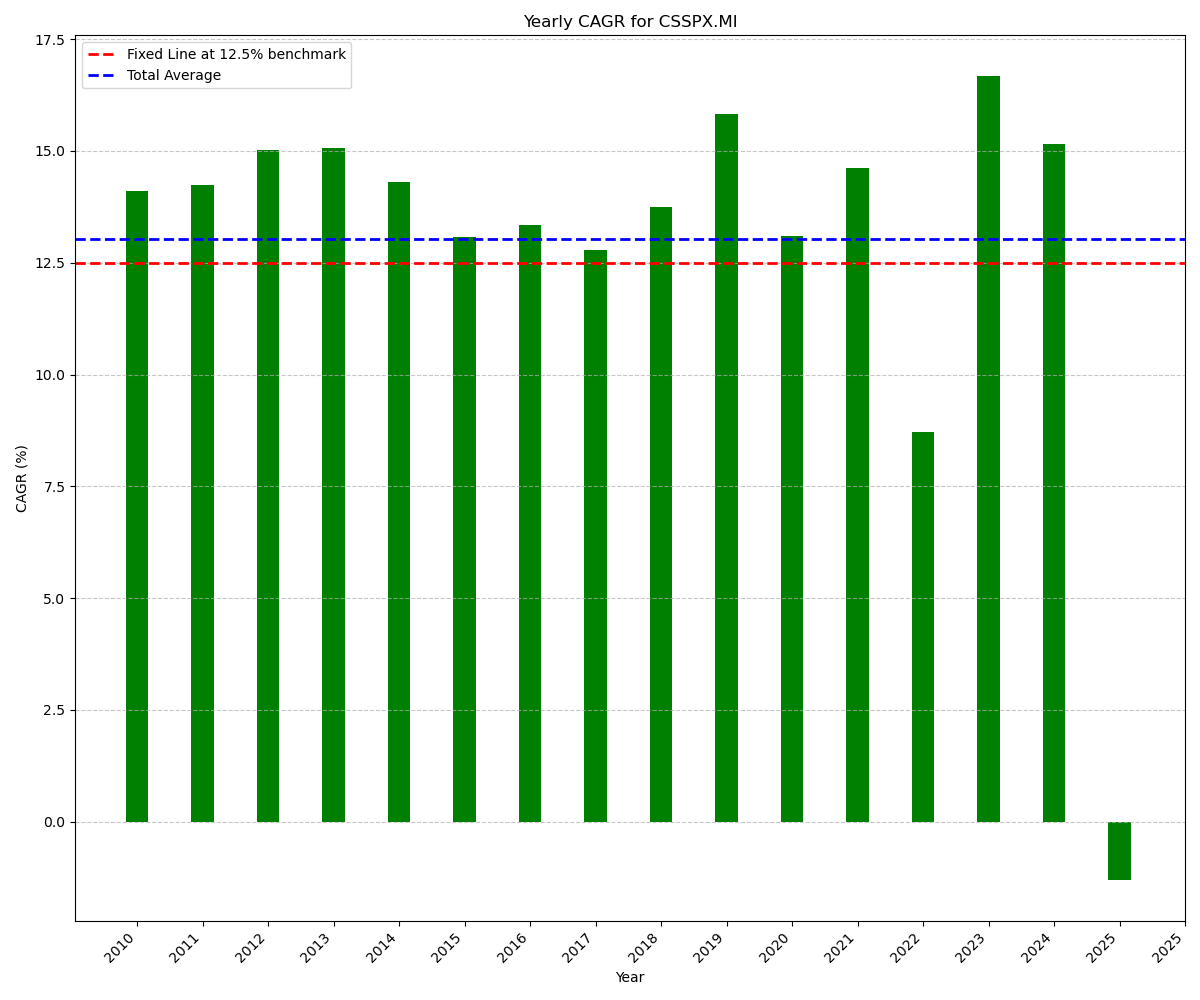 Yearly CAGR for CSSPX.MI
Fixed Line at 12.5% benchmark
Total Average
17.5
15.0
12.5
10.0
7.5
5.0
2.5
0.0
CAGR (%)
2010 2011 2012 2013 2014 2015 2016 2017 2018 2019 2020 2021 2022 2023 2024 2025 2025
Year